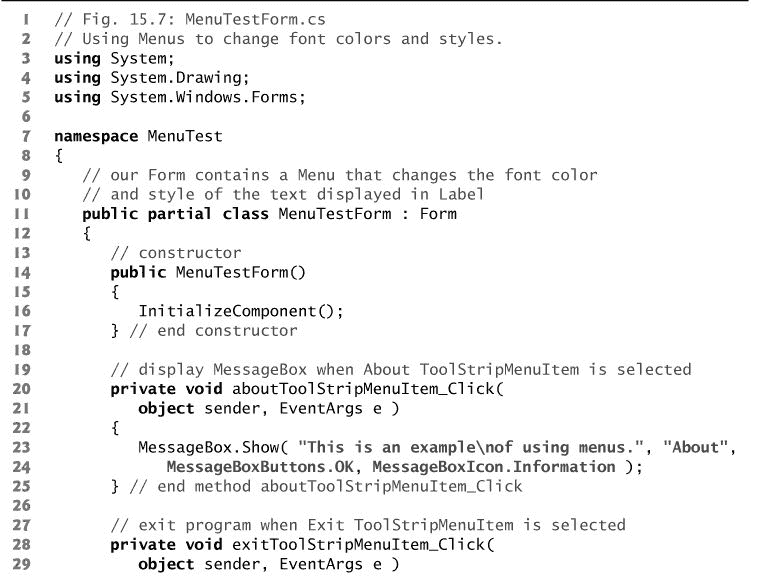 1 // Fig. 15.7: MenuTestForm.cs
2 // Using Menus to change font colors and styles.
3 using System;
4 using System.Drawing;
5 using System.Windows.Forms;
6
7 namespace MenuTest
8 {
9 // our Form contains a Menu that changes the font color
10 // and style of the text displayed in Label
11 public partial class MenuTestForm : Form
12 {
13 // constructor
14 public MenuTestForm()
15 {
16 InitializeComponent();
17 } // end constructor
18
19 // display MessageBox when About ToolStripMenuItem is selected
20 private void aboutToolStripMenuItem_Click(
21 object sender, EventArgs e )
22 {
23 MessageBox.Show( "This is an example\nof using menus.", "About",
24 MessageBoxButtons.OK, MessageBoxIcon.Information );
25 } // end method aboutToolStripMenuItem_Click
26
27 // exit program when Exit ToolStripMenuItem is selected
28 private void exitToolStripMenuItem_Click(
29 object sender, EventArgs e )